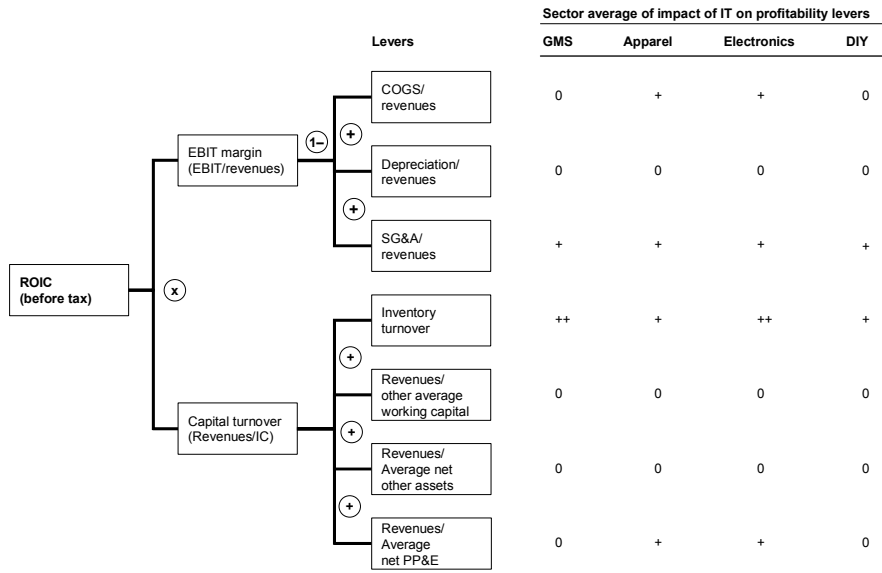 Sector average of impact of IT on profitability levers
Levers GMS Apparel Electronics DIY
COGS/
revenues
0 + + 0
1–
+
EBIT margin
(EBIT/revenues)
Depreciation/
revenues
0 0 0 0
+
SG&A/
revenues
+ + + +
ROIC
(before tax)
x
Inventory
turnover
++ + ++ +
+
Revenues/
other average
working capital
0 0 0 0
Capital turnover
(Revenues/IC)
+
Revenues/
Average net
other assets
0 0 0 0
+
Revenues/
Average
net PP&E
0 + + 0